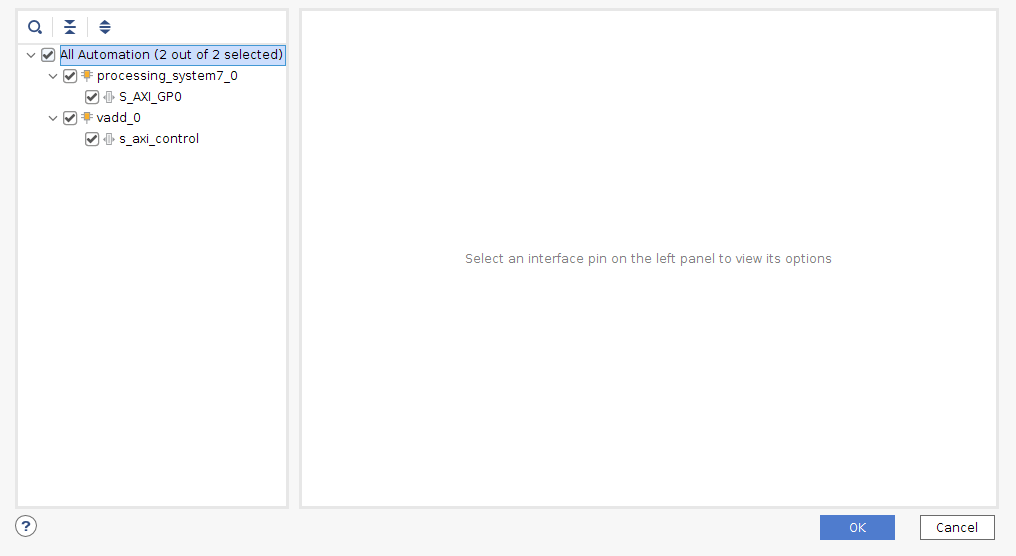 All Automation (2 out of 2 selected)
processing_system7_0
S_AXI_GP0
vadd_0
s_axi_control
Select an interface pin on the left panel to view its options
?
OK
Cancel